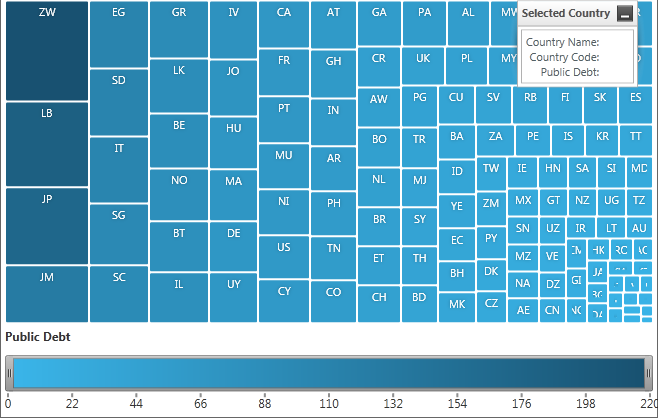 ZW EG GR IV CA AT GA PA AL
Selected Country
Country Name:
Country Code:
Public Debt:
SD LK JO FR GH CR UK PL MY
LB IT BE HU PT IN AW PG CU SV RB FI SK ES
MU AR BO TR BA ZA PE IS KR TT
JP SG NO MA NI PH NL MJ ID TW IE HN SA SI MD
BR SY YE ZM MX GT NZ UG TZ
BT DE US TN EC PY SN UZ IR LT AU
JM SC IL UY CY CO ET TH BH DK MZ VE HK
CH BD MK CZ NA DZ GI
AE CN
Public Debt
0 22 44 66 88 110 132 154 176 198 220